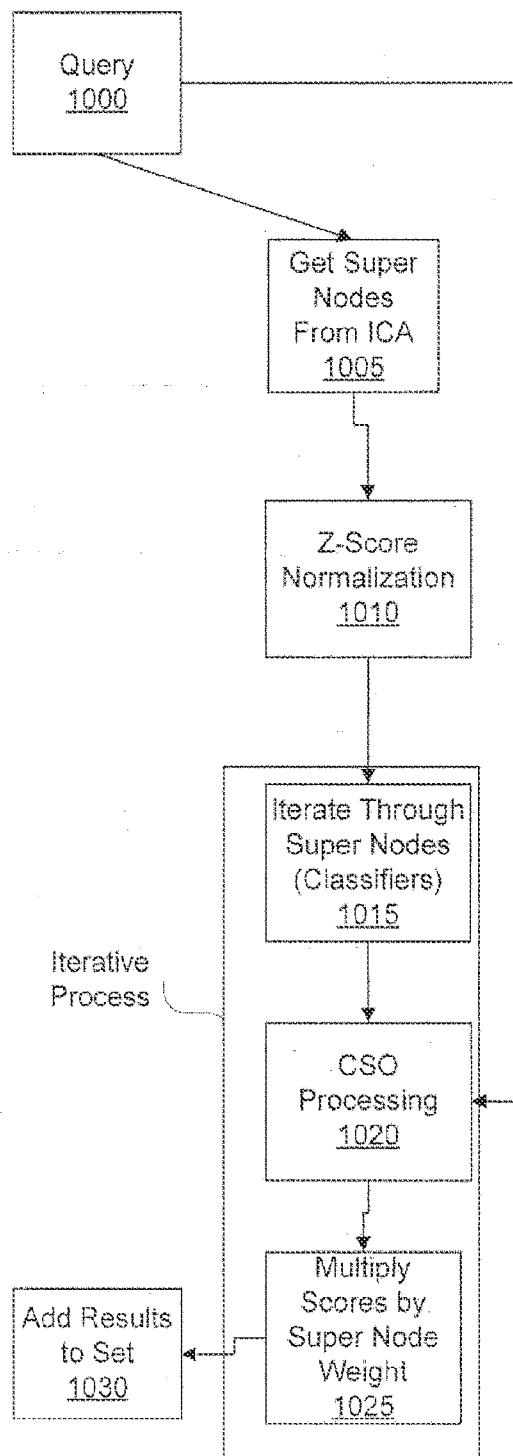 Query
1000
Get Super
Nodes
From ICA
1005
Z-Score
Normalization
1010
Iterate Through
Super Nodes
(Classifiers)
1015
Iterative
Process
CSO
Processing
1020
Multiply
Scores by
Super Node
Weight
1025
Add Results
to Set
1030